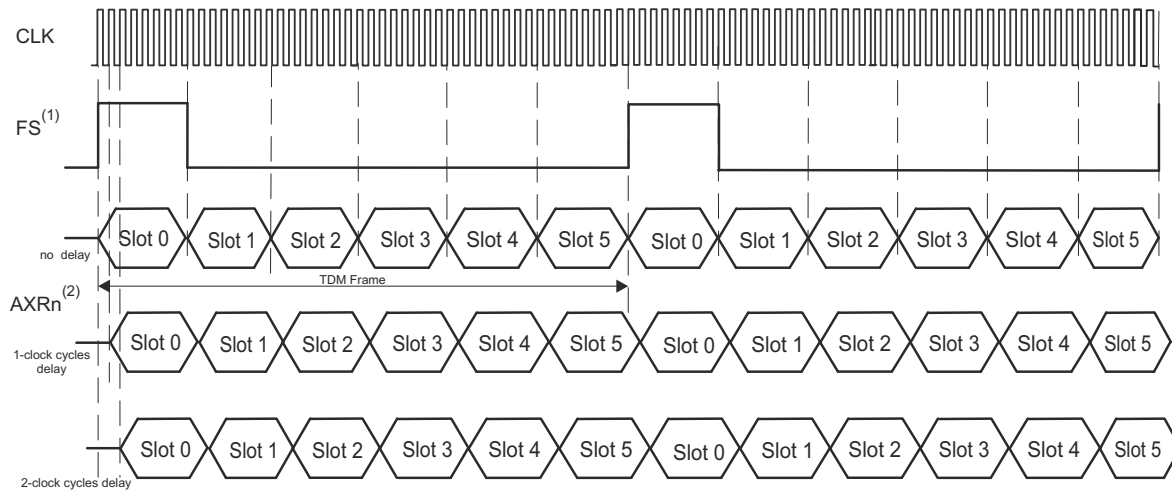 CLK
FS(1)
Slot 0 Slot 1 Slot 2 Slot 3 Slot 4 Slot 5 Slot 0 Slot 1 Slot 2 Slot 3 Slot 4 Slot 5
no delay
TDM Frame
AXRn(2)
Slot 0 Slot 1 Slot 2 Slot 3 Slot 4 Slot 5 Slot 0 Slot 1 Slot 2 Slot 3 Slot 4 Slot 5
1-clock cycles
delay
Slot 0 Slot 1 Slot 2 Slot 3 Slot 4 Slot 5 Slot 0 Slot 1 Slot 2 Slot 3 Slot 4 Slot 5
2-clock cycles delay